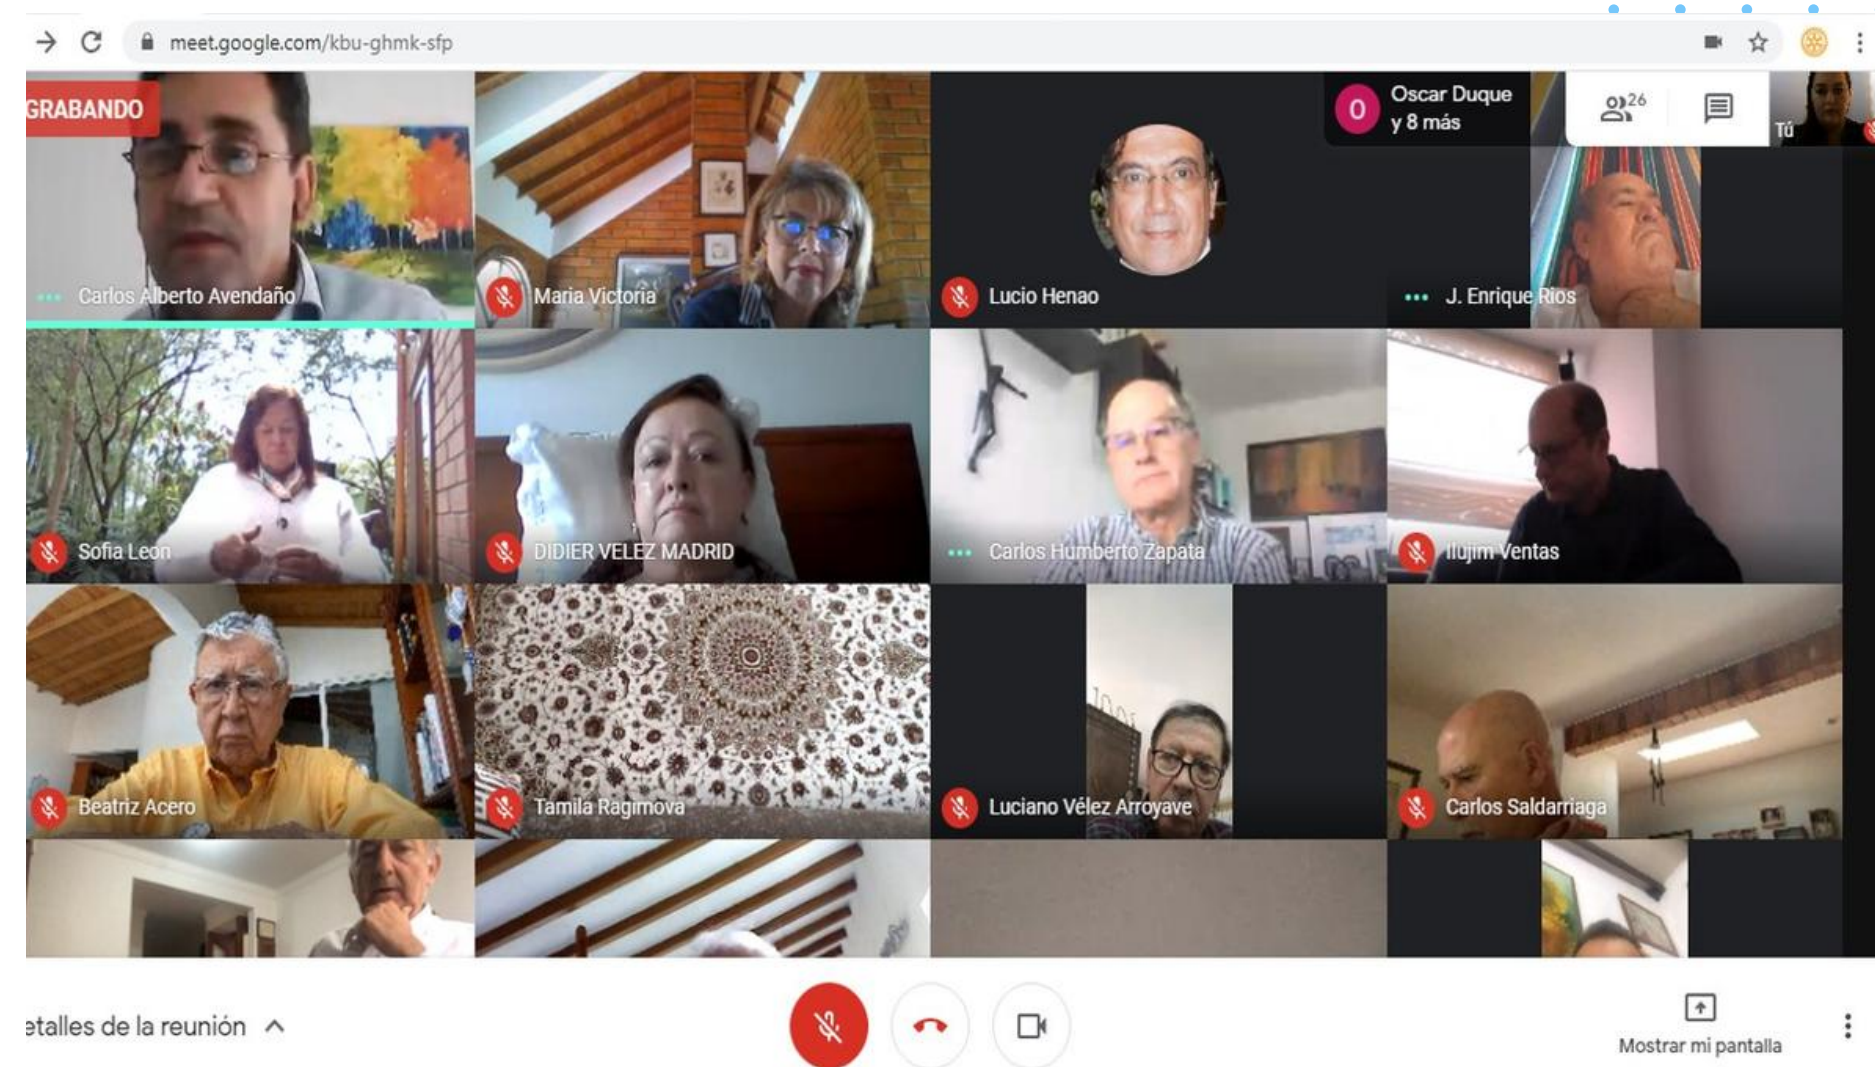 meet.google.com/kbu-ghmk-sfp
GRABANDO
Oscar Duque
y 8 más
O
26
Tú
Carlos Alberto Avendaño
Maria Victoria
Lucio Henao
J. Enrique Rios
Sofia Leon
DIDIER VELEZ MADRID
Carlos Humberto Zapata
Ilujim Ventas
Beatriz Acero
Tamila Ragimova
Luciano Vélez Arroyave
Carlos Saldarriaga
etalles de la reunión
Mostrar mi pantalla